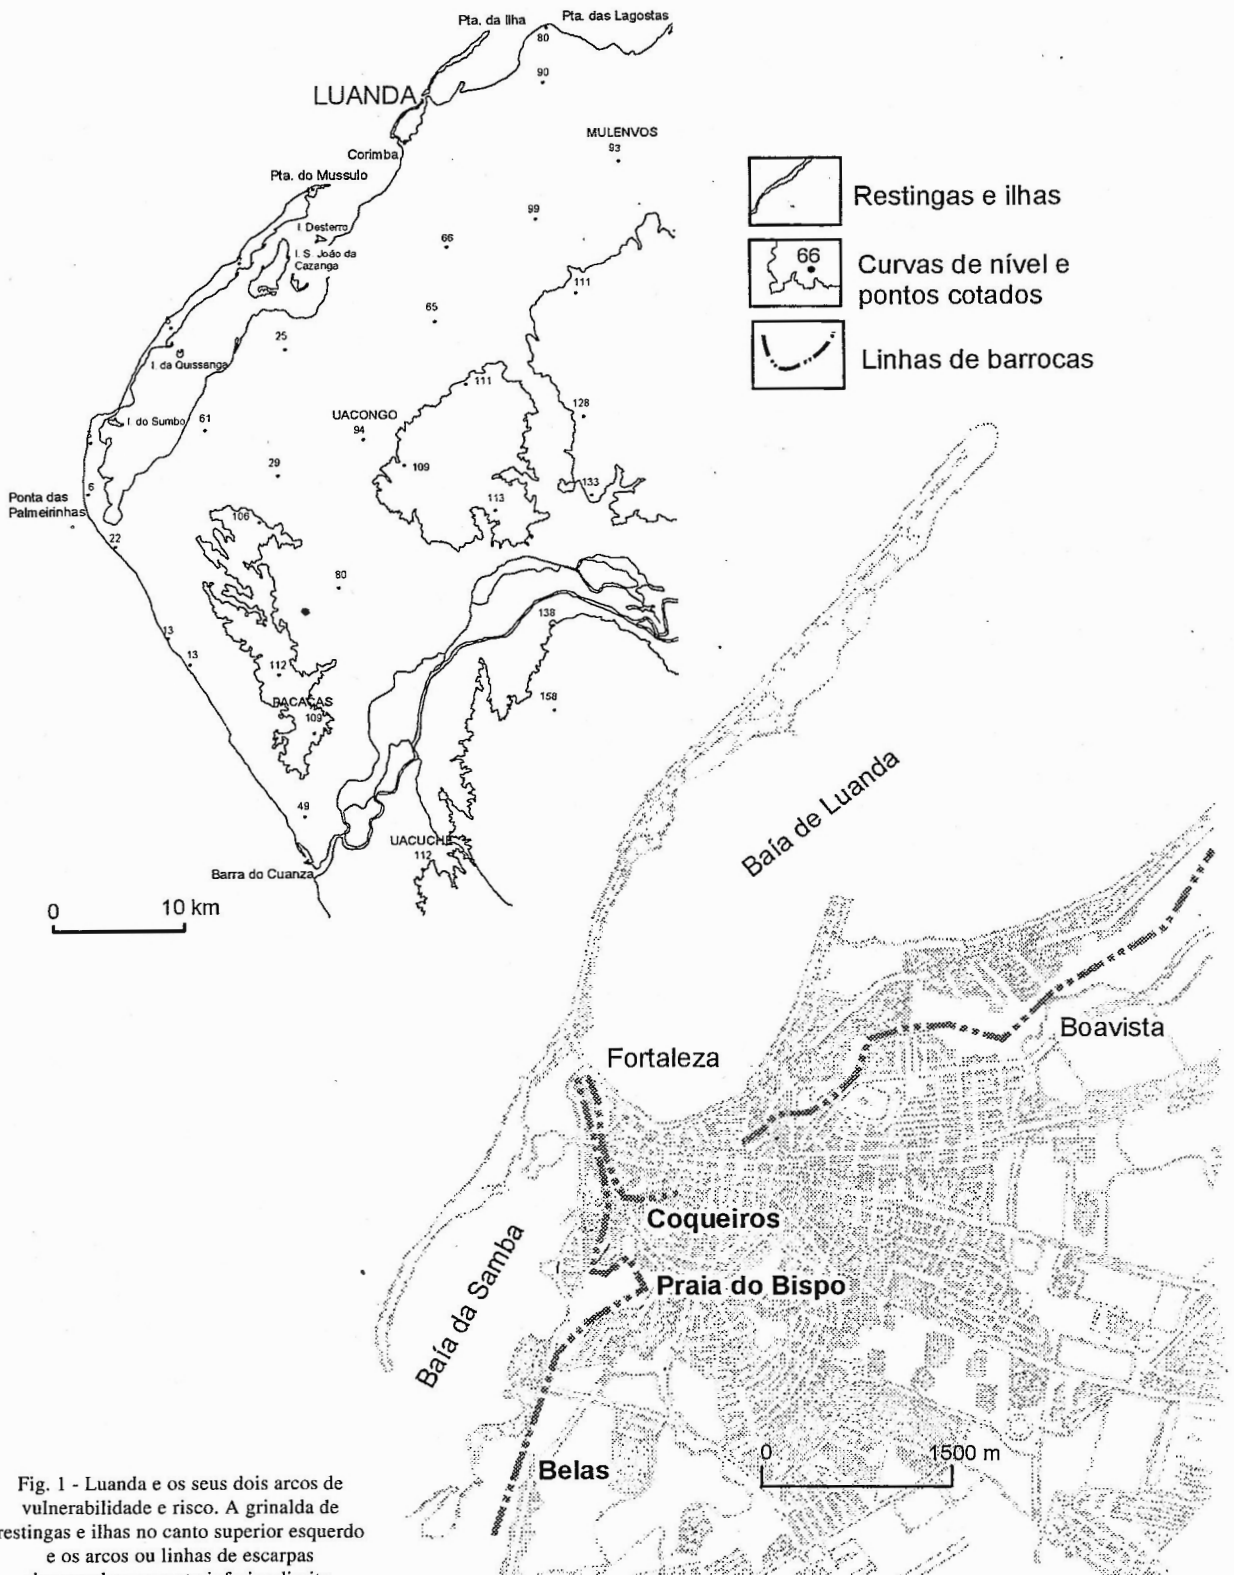 Pta. da Ilha
Pta. das Lagostas
80
90
LUANDA
MULENVOS
93
Corimba
Pta. do Mussulo
99
I. Desterro
66
I. S. João da
Cazanga
111
65
25
I. da Quissanga
111
128
UACONGO
94
I do Sumbo
61
109
29
133
6
113
Ponta das
Palmeirinhas
106
22
80
138
13
13
112
158
PACAÇAS
109
49
UACUCHE
112
Barra do Cuanza
0 10 km
Restingas e ilhas
66
Curvas de nível e
pontos cotados
Linhas de barrocas
Baía de Luanda
Boavista
Fortaleza
Coqueiros
Praia do Bispo
Baía da Samba
Belas
0 1500 m
Fig. 1 - Luanda e os seus dois arcos de
vulnerabilidade e risco. A grinalda de
restingas e ilhas no canto superior esquerdo
e os arcos ou linhas de escarpas